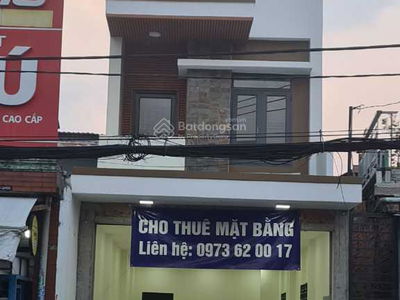 Ú
CAO CẤP
Batdongsan
CHO THUÊ MẶT BẰNG
Liên hệ: 0973 62 00 17